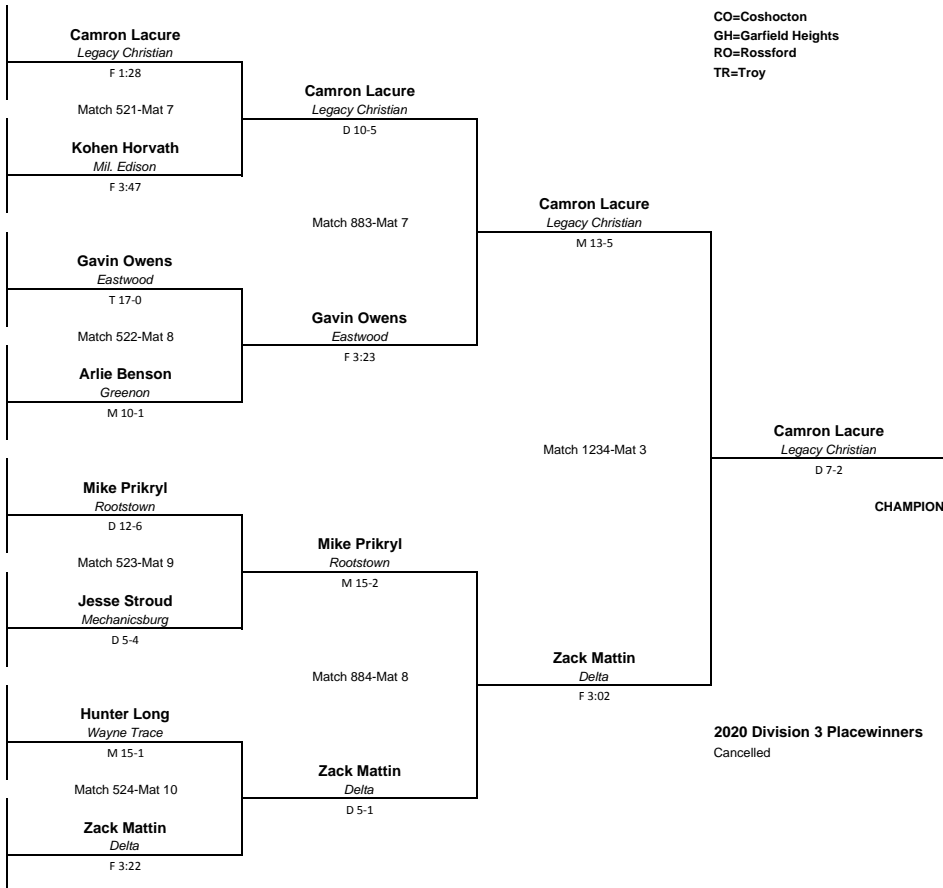 CO=Coshocton
GH=Garfield Heights
RO=Rossford
TR=Troy
Camron Lacure
Legacy Christian
F 1:28
Match 521-Mat 7
Kohen Horvath
Mil. Edison
F 3:47
Gavin Owens
Eastwood
T 17-0
Match 522-Mat 8
Arlie Benson
Greenon
M 10-1
Mike Prikryl
Rootstown
D 12-6
Match 523-Mat 9
Jesse Stroud
Mechanicsburg
D 5-4
Hunter Long
Wayne Trace
M 15-1
Match 524-Mat 10
Zack Mattin
Delta
F 3:22
Camron Lacure
Legacy Christian
D 10-5
Match 883-Mat 7
Gavin Owens
Eastwood
F 3:23
Mike Prikryl
Rootstown
M 15-2
Match 884-Mat 8
Zack Mattin
Delta
D 5-1
Camron Lacure
Legacy Christian
M 13-5
Match 1234-Mat 3
Zack Mattin
Delta
F 3:02
Camron Lacure
Legacy Christian
D 7-2
CHAMPION
2020 Division 3 Placewinners
Cancelled